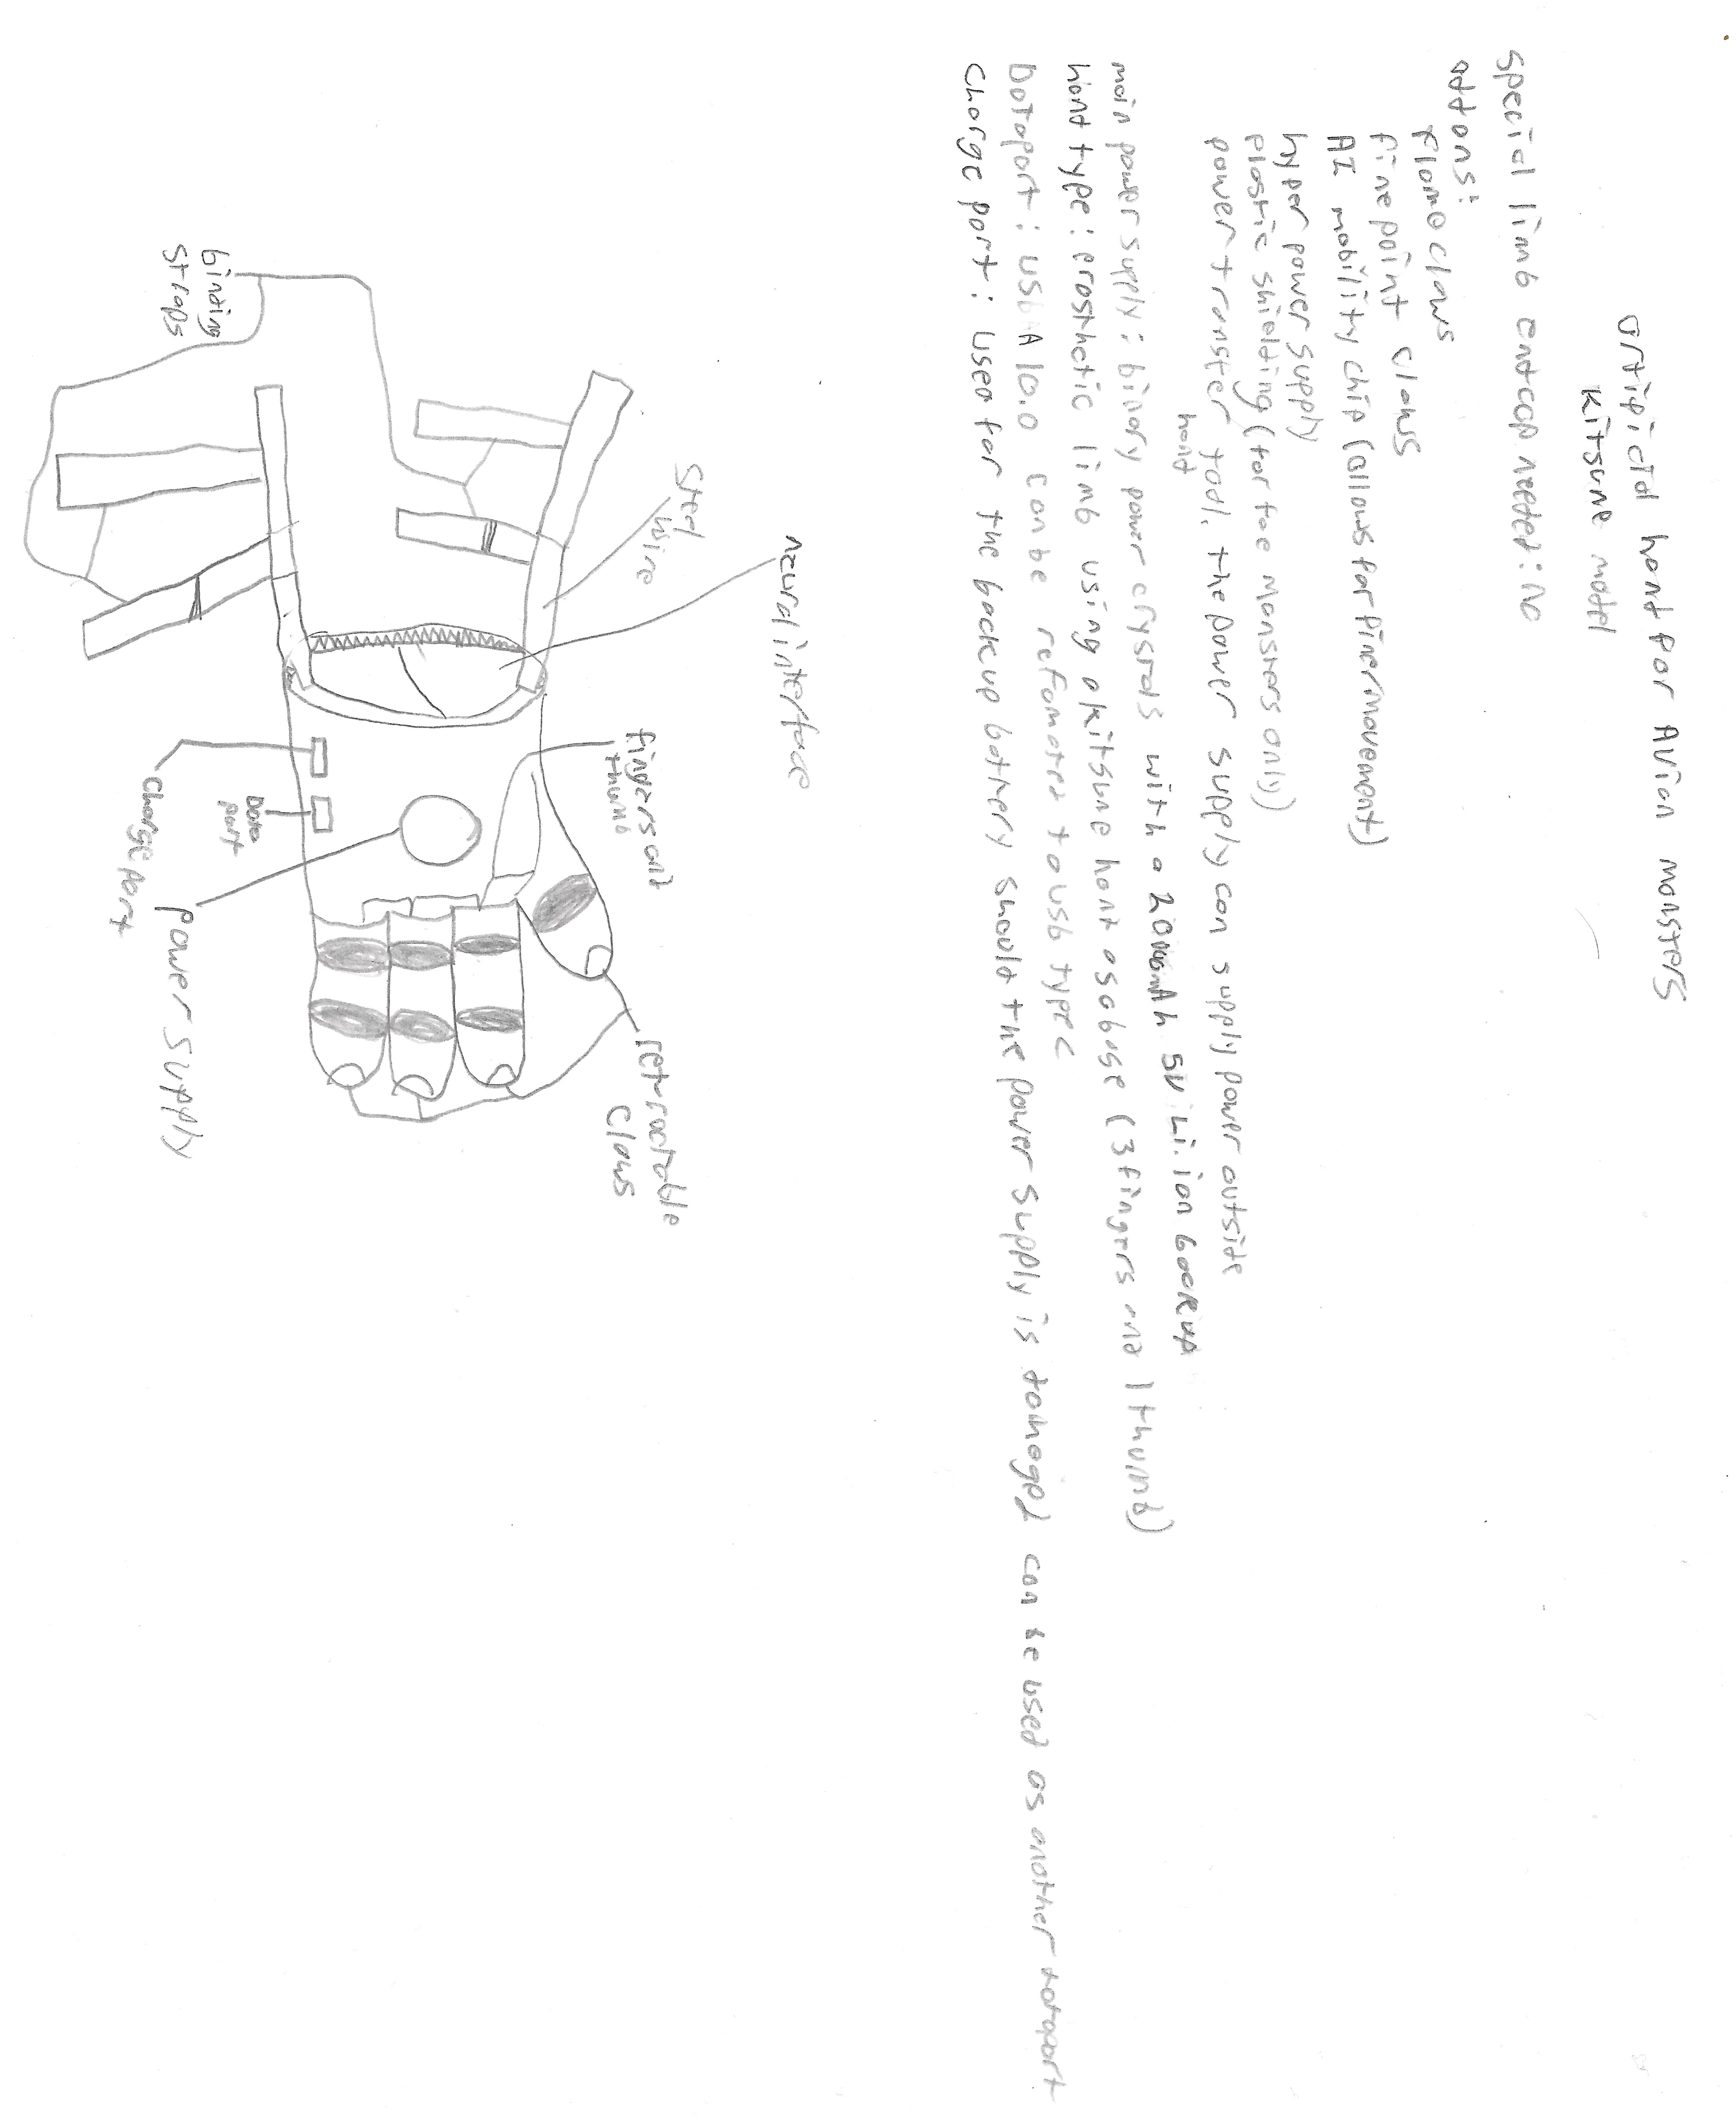 artipicial hand for Avian monsters
Kitsune model
special limb endcap needed: no
addons:
flame claws
fine point claws
AI mobility chip (allows for finer movement)
hyper power supply
plastic shielding (for toe monsters only)
power transfer tool, the power supply can supply power outside
hand
main power supply: binary power crystals with a 2000mAh 5V Li.ion backup
hand type: prosthetic limb using a kitsune hand as a base (3 fingers and 1 thumb)
Dataport: usb A 10.0 can be reformated to usb type c
charge port: used for the backup battery should the power supply is damaged can be used as another dataport
neural interface
steel
wire
binding
straps
fingers and
thumb
retractable
claws
Data
port
Charge port
power supply